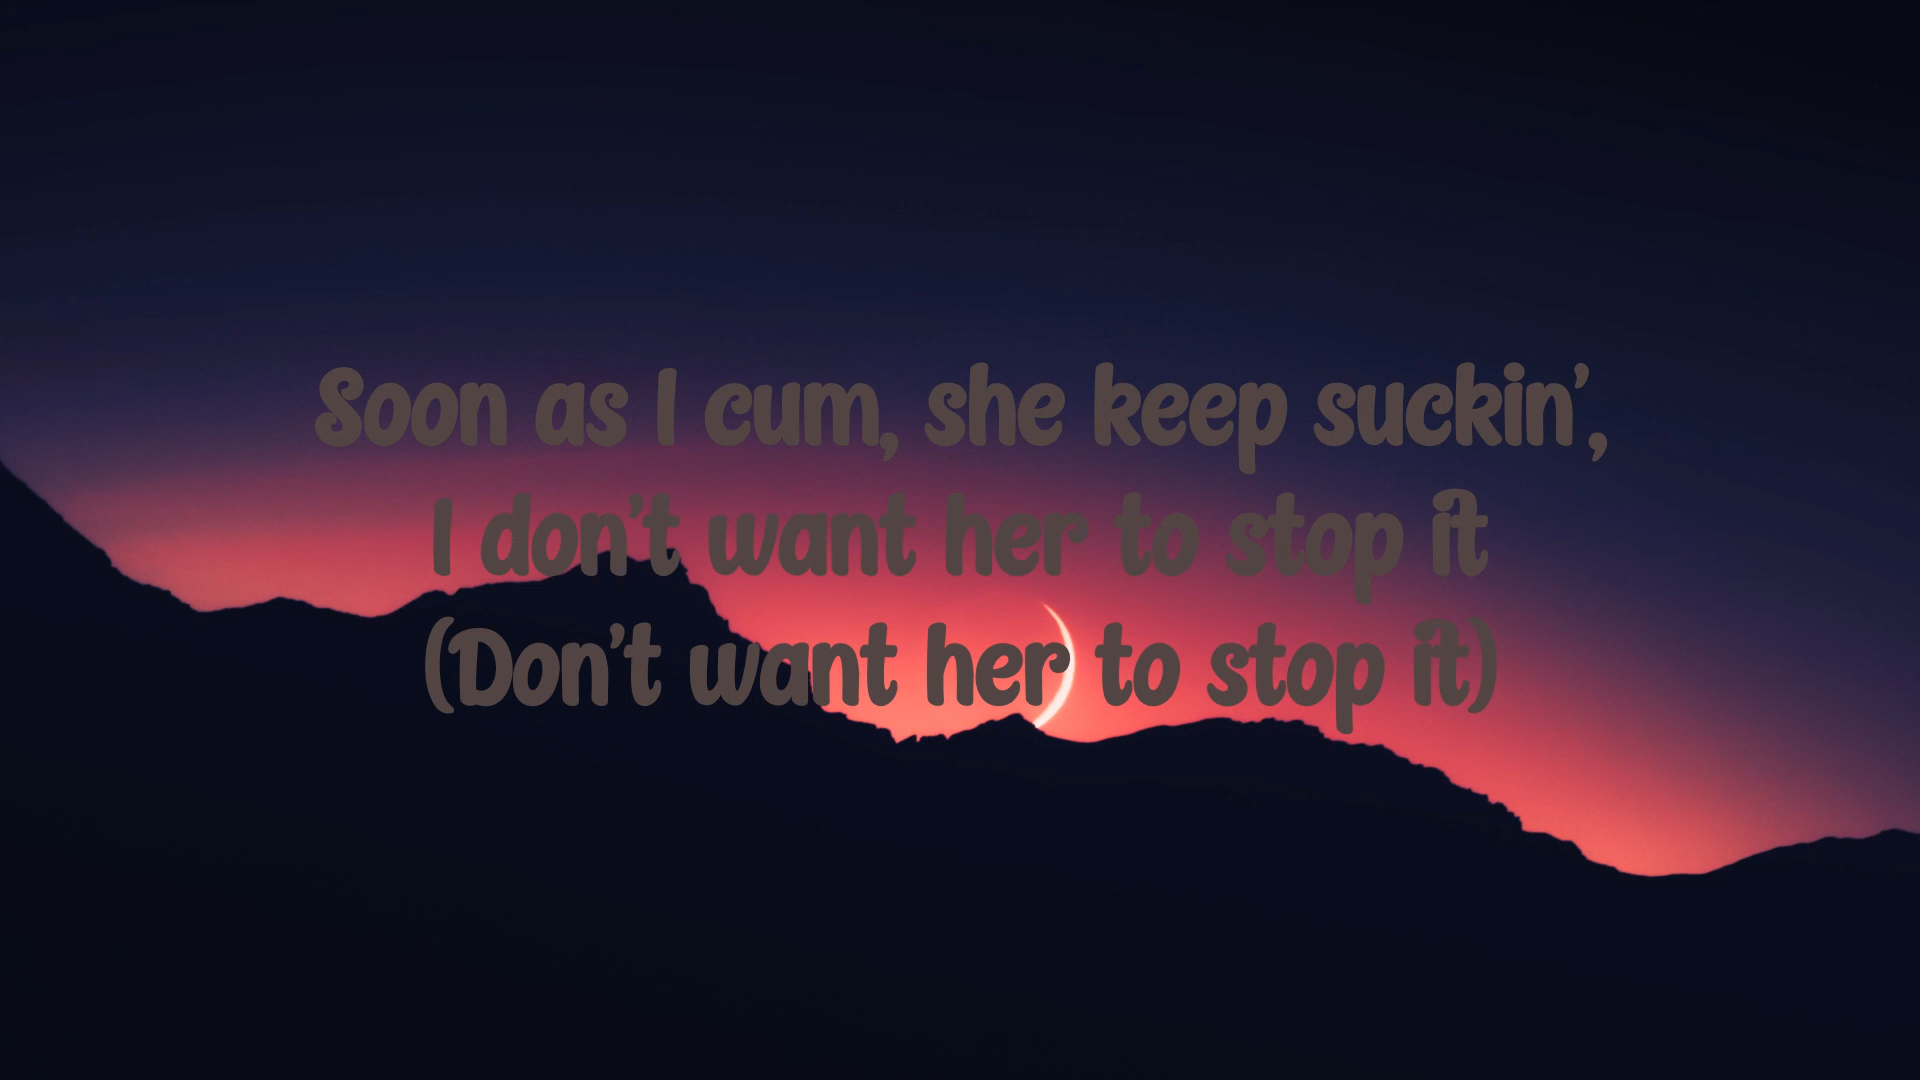 Soon as I cum, she keep suckin’,
I don’t want her to stop it
(Don’t want her to stop it)